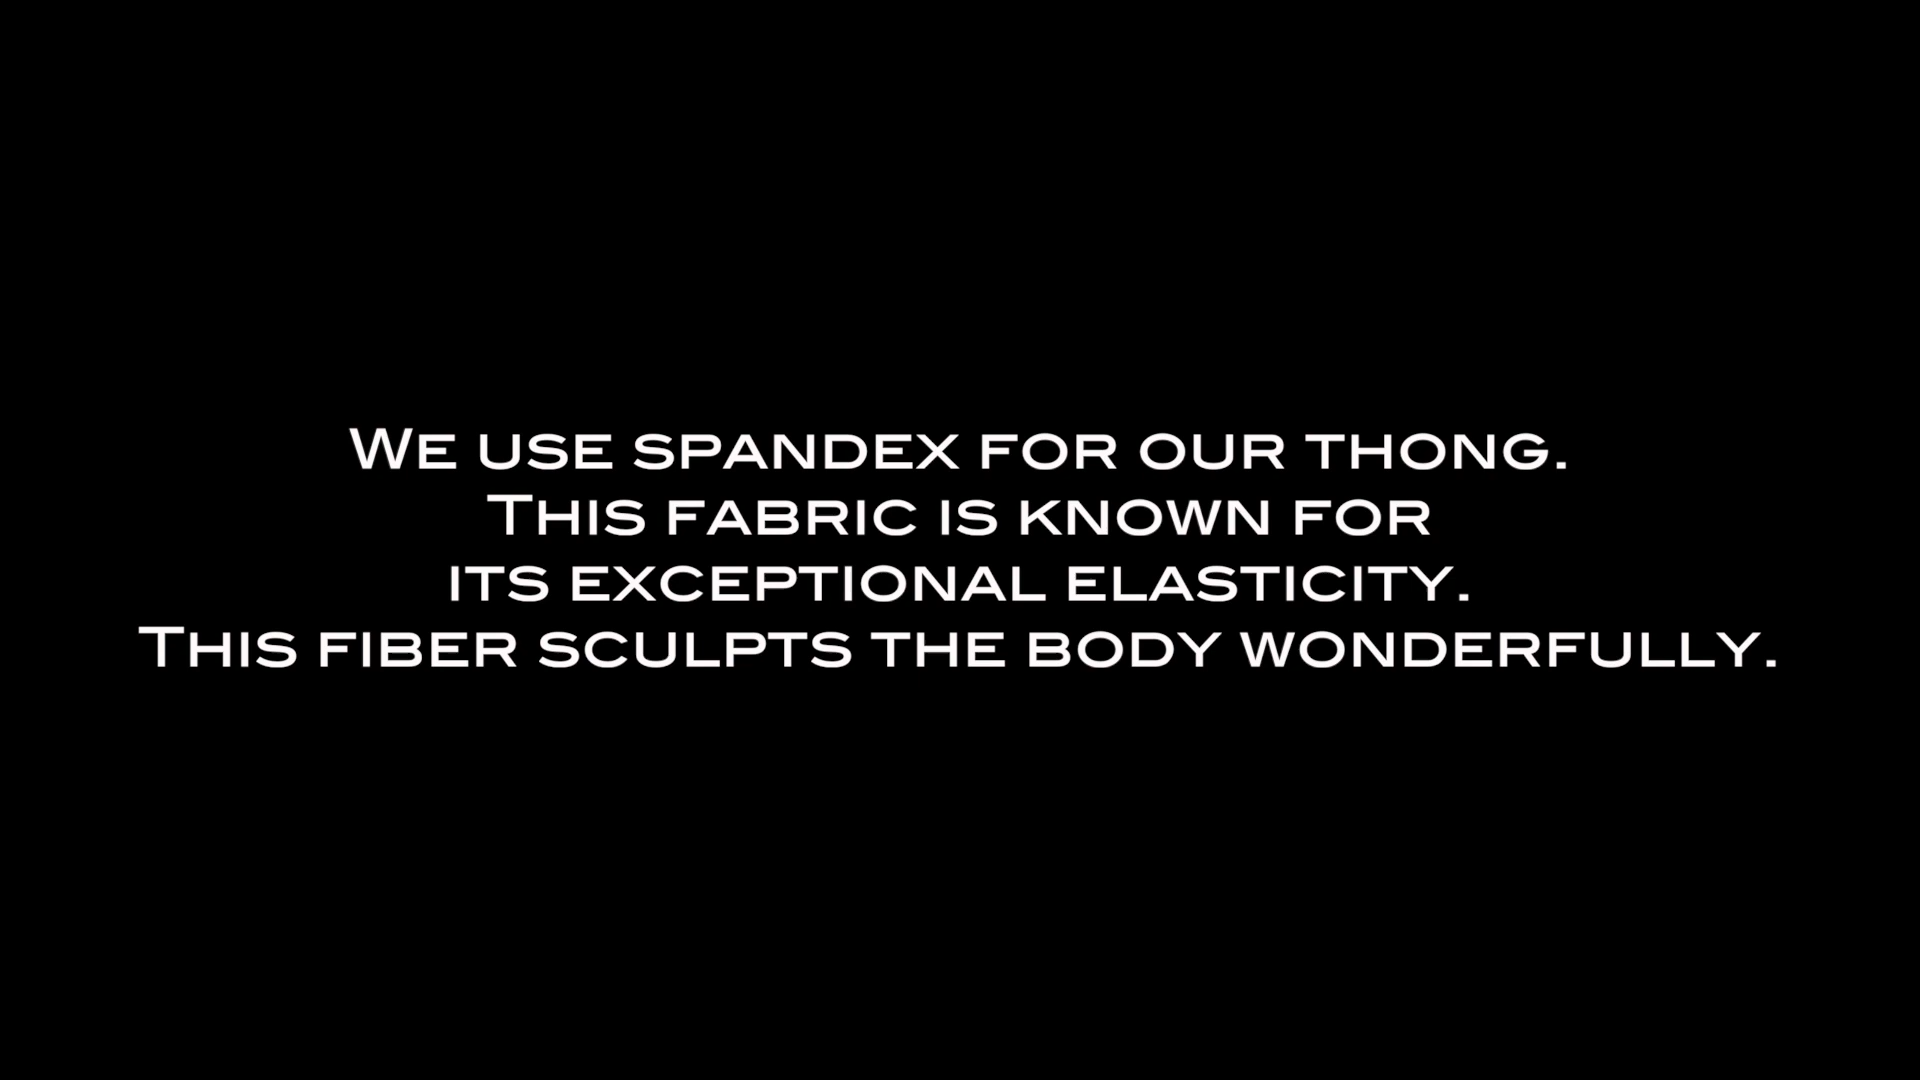 We use spandex for our thong.
This fabric is known for
its exceptional elasticity.
This fiber sculpts the body wonderfully.